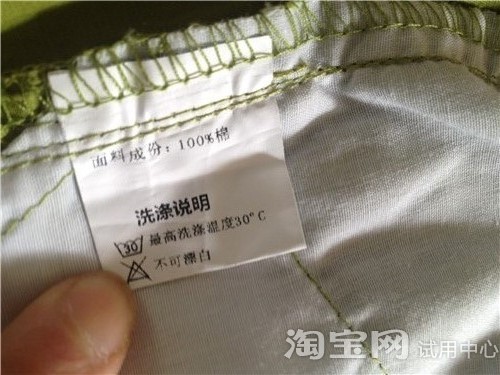 面料成份：100%棉
洗涤说明
30 最高洗涤温度30°C
不可漂白
淘宝网 试用中心